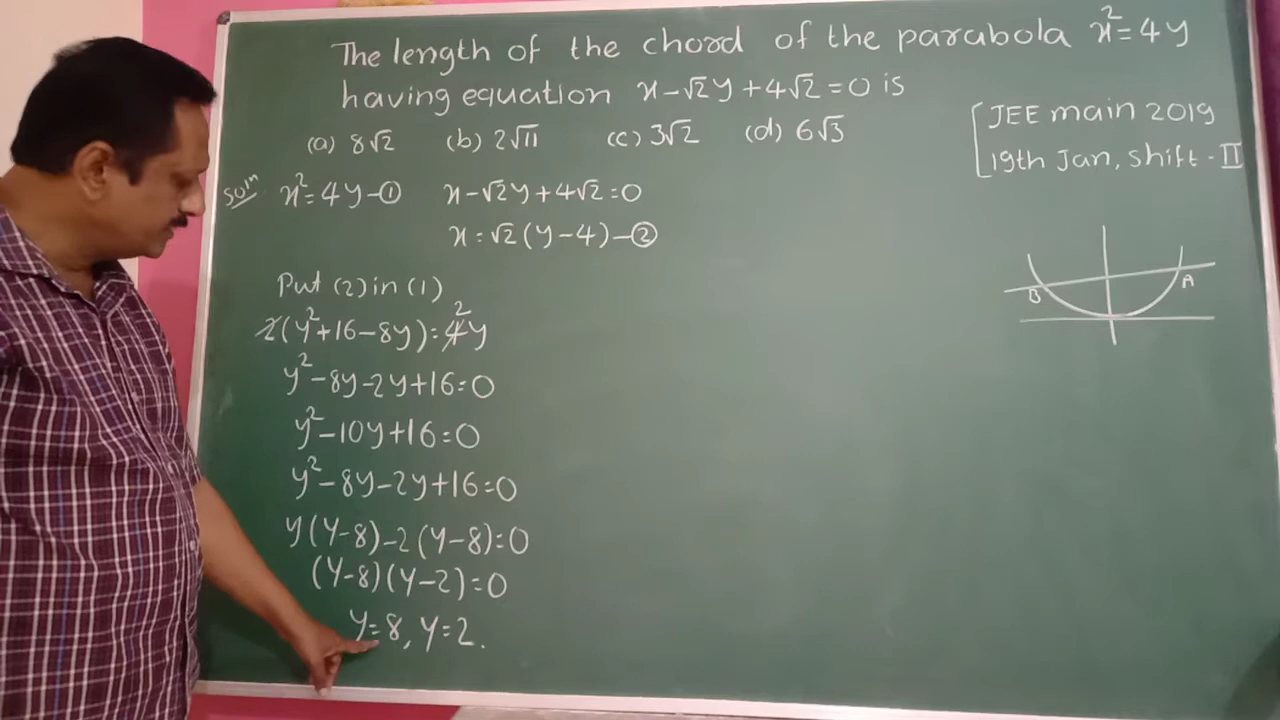 The length of the chord of the parabola x²=4y
having equation x-√2y+4√2=0 is
(a) 8√2 (b) 2√11 (c) 3√2 (d) 6√3
[JEE main 2019
19th Jan, shift-II
Soln x²=4y-① x-√2y+4√2=0
x=√2(y-4)-②
Put (2) in (1)
2(y²+16-8y)=4²y
y²-8y-2y+16=0
y²-10y+16=0
y²-8y-2y+16=0
y(y-8)-2(y-8)=0
(y-8)(y-2)=0
y=8, y=2.
B A